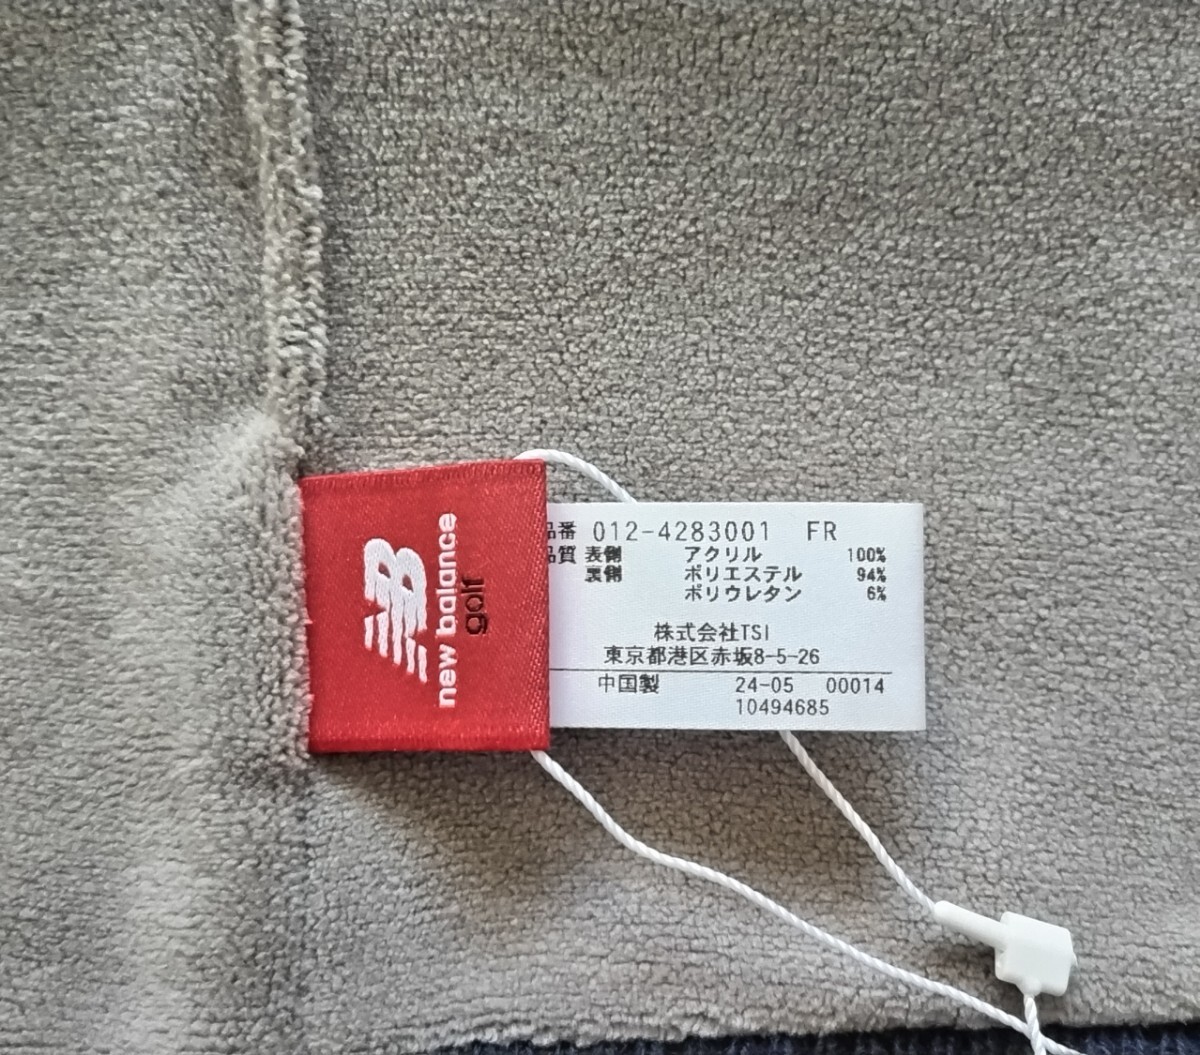 NB
new balance
golf
品番 012-4283001 FR
品質 表側 アクリル 100%
裏側 ポリエステル 94%
ポリウレタン 6%
株式会社TSI
東京都港区赤坂8-5-26
中国製 24-05 00014
10494685